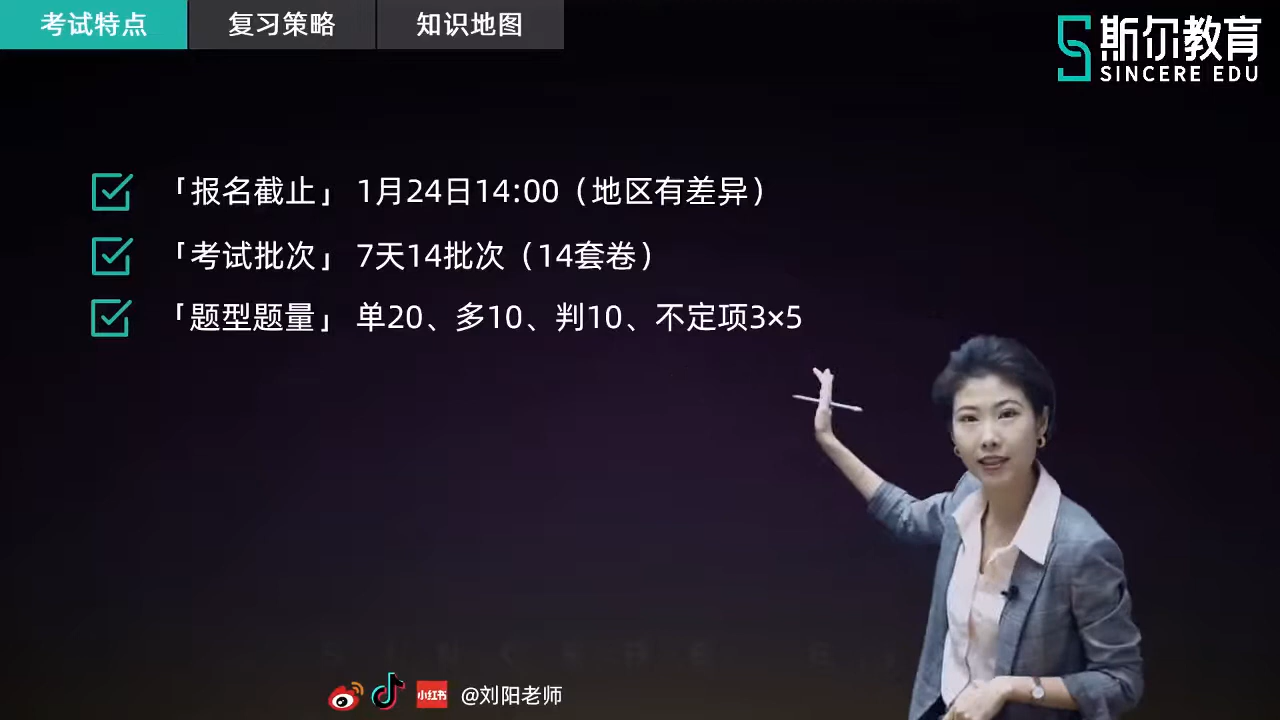 考试特点
复习策略
知识地图
斯尔教育
SINCERE EDU
「报名截止」 1月24日14:00（地区有差异）
「考试批次」 7天14批次（14套卷）
「题型题量」 单20、多10、判10、不定项3×5
小红书 @刘阳老师